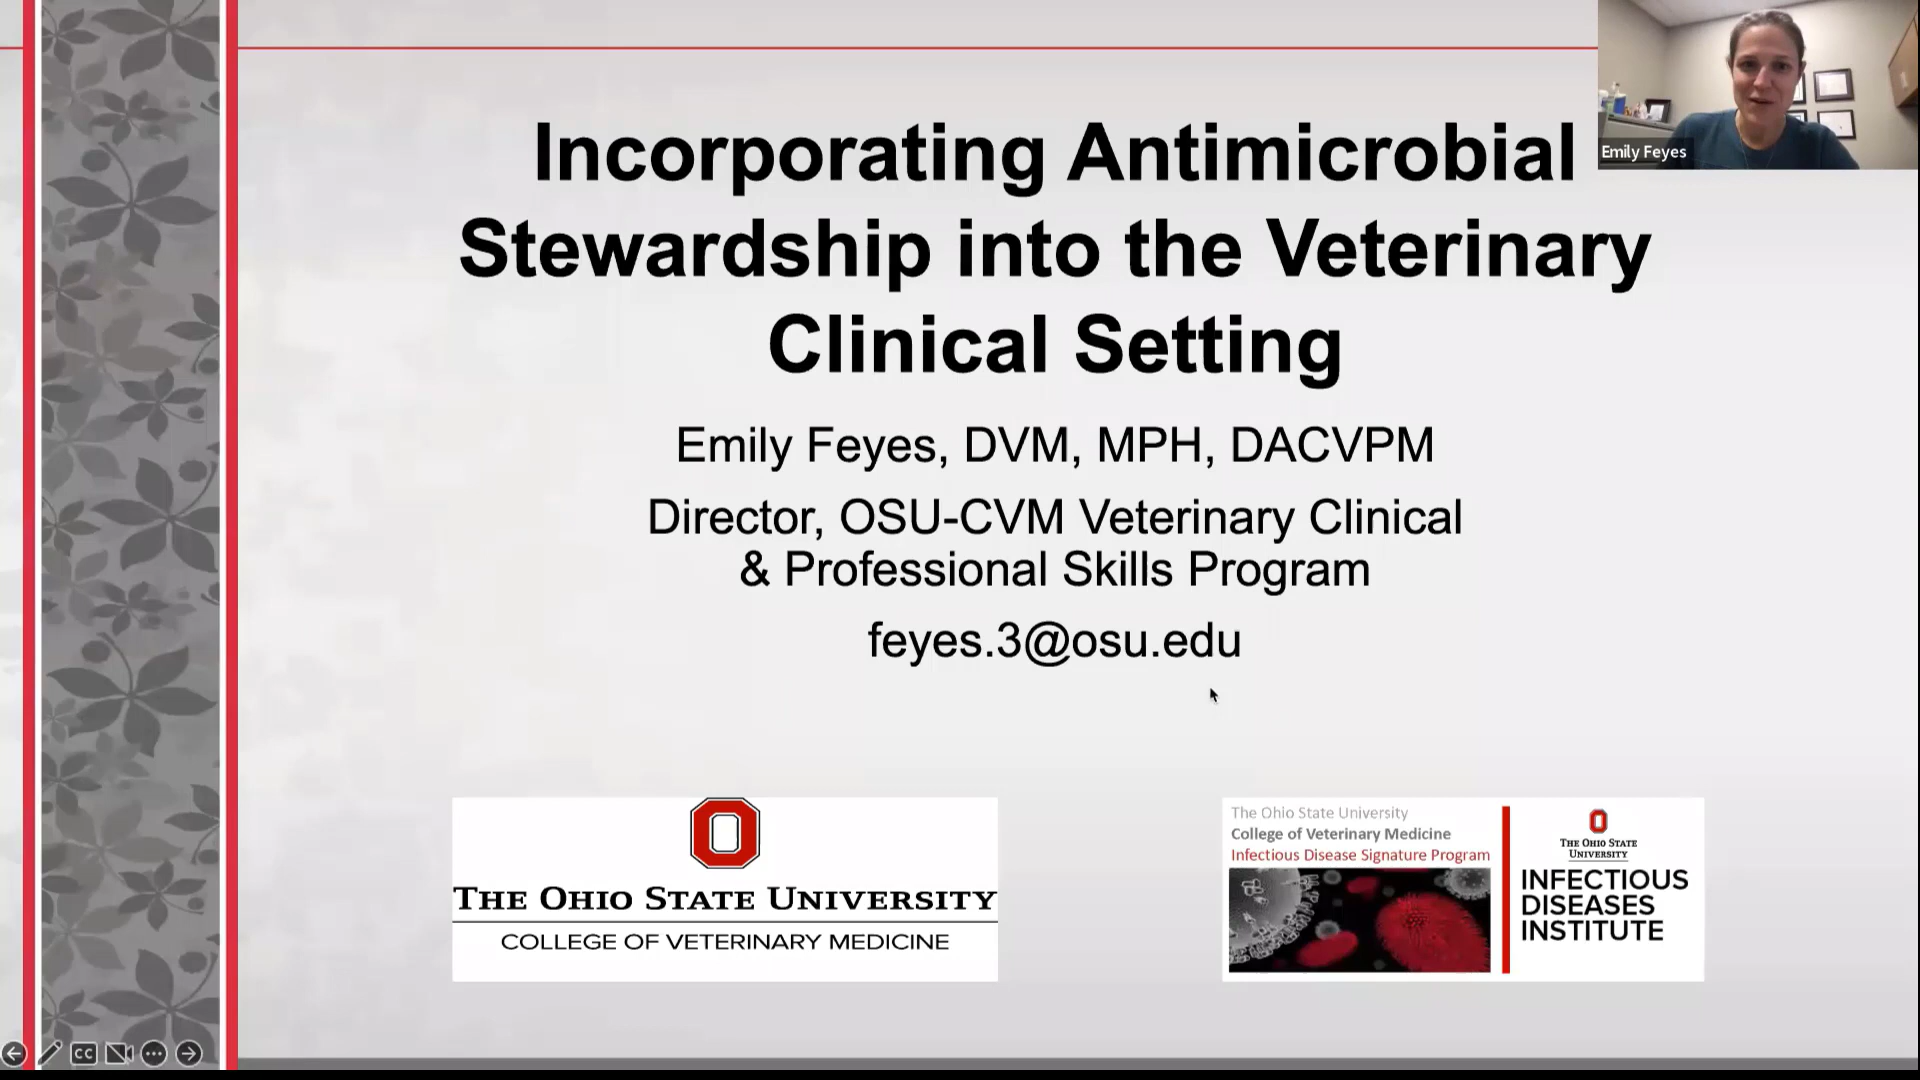 Incorporating Antimicrobial
Stewardship into the Veterinary
Clinical Setting
Emily Feyes
Emily Feyes, DVM, MPH, DACVPM
Director, OSU-CVM Veterinary Clinical
& Professional Skills Program
feyes.3@osu.edu
O
THE OHIO STATE UNIVERSITY
COLLEGE OF VETERINARY MEDICINE
The Ohio State University
College of Veterinary Medicine
Infectious Disease Signature Program
O
THE OHIO STATE
UNIVERSITY
INFECTIOUS
DISEASES
INSTITUTE
CC